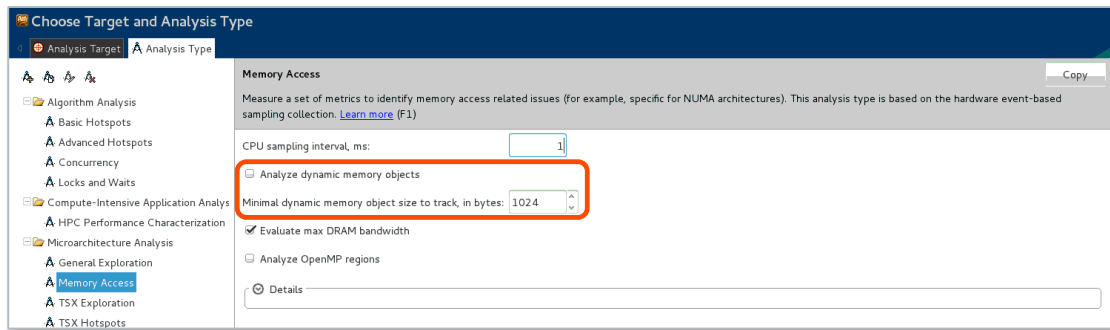 Choose Target and Analysis Type
Analysis Target
Analysis Type
Algorithm Analysis
Basic Hotspots
Advanced Hotspots
Concurrency
Locks and Waits
Compute-Intensive Application Analys
HPC Performance Characterization
Microarchitecture Analysis
General Exploration
Memory Access
TSX Exploration
TSX Hotspots
Memory Access
Copy
Measure a set of metrics to identify memory access related issues (for example, specific for NUMA architectures). This analysis type is based on the hardware event-based
sampling collection. Learn more (F1)
CPU sampling interval, ms: 1
Analyze dynamic memory objects
Minimal dynamic memory object size to track, in bytes: 1024
Evaluate max DRAM bandwidth
Analyze OpenMP regions
Details